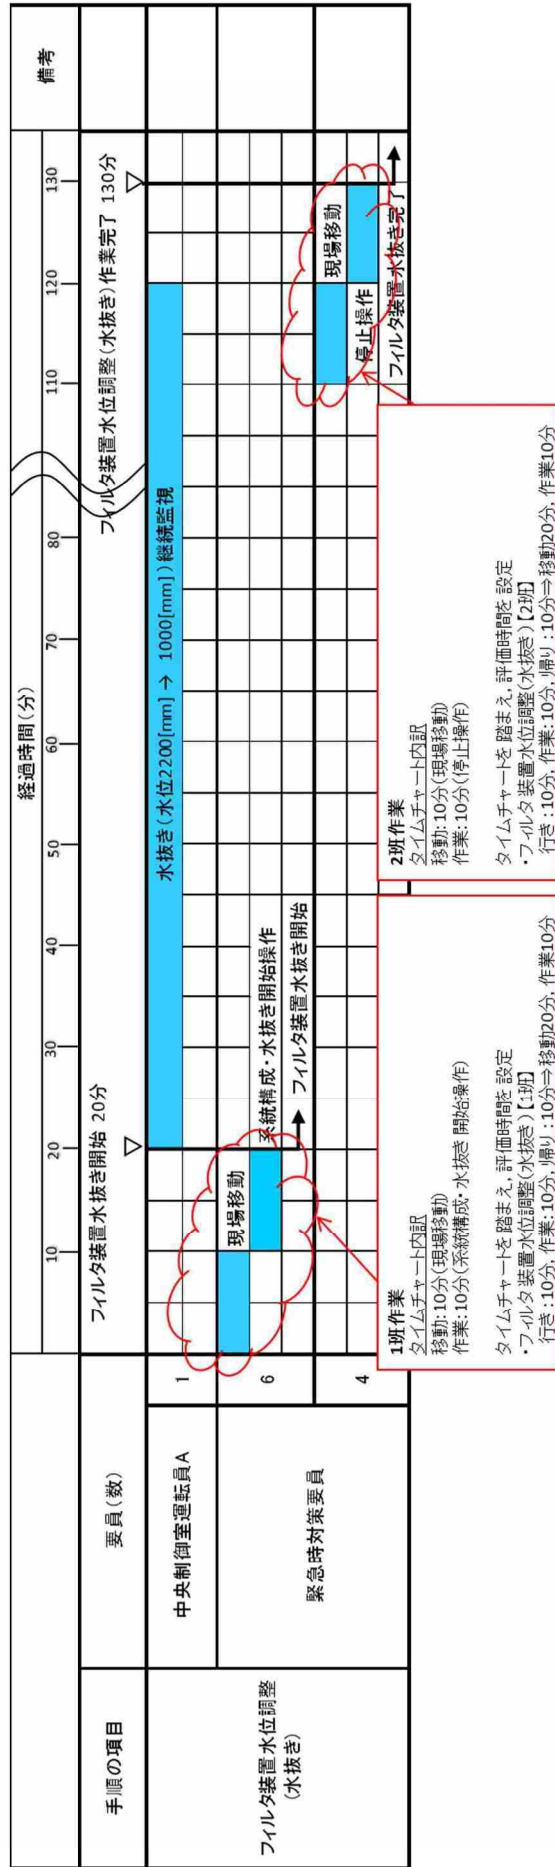 手順の項目
要員(数)
経過時間(分)
備考
10
20
30
40
50
60
70
80
110
120
130
フィルタ装置水抜き開始 20分
フィルタ装置水位調整(水抜き)作業完了 130分
フィルタ装置水位調整
(水抜き)
中央制御室運転員A
1
水抜き(水位2200[mm] → 1000[mm])継続監視
緊急時対策要員
6
現場移動
系統構成・水抜き開始操作
フィルタ装置水抜き開始
4
現場移動
停止操作
フィルタ装置水抜き完了
1班作業
タイムチャート内訳
移動:10分(現場移動)
作業:10分(系統構成・水抜き開始操作)
タイムチャートを踏まえ,評価時間を設定
・フィルタ装置水位調整(水抜き)【1班】
行き:10分,作業:10分,帰り:10分⇒移動20分,作業10分
2班作業
タイムチャート内訳
移動:10分(現場移動)
作業:10分(停止操作)
タイムチャートを踏まえ,評価時間を設定
・フィルタ装置水位調整(水抜き)【2班】
行き:10分,作業:10分,帰り:10分⇒移動20分,作業10分